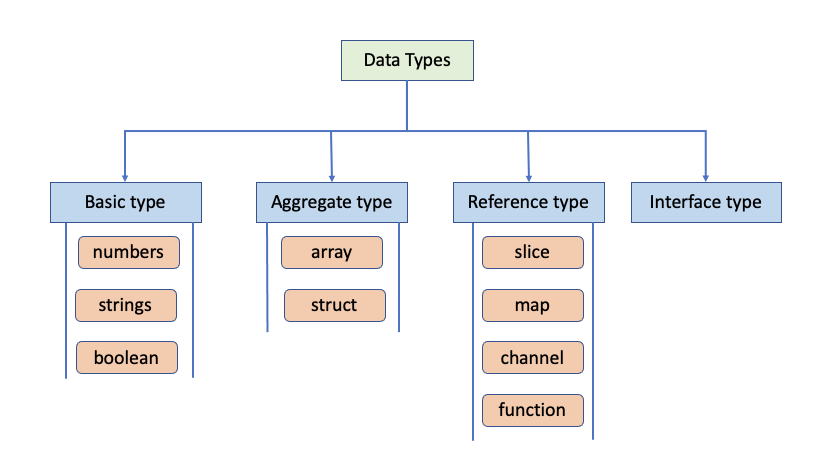 Data Types
Basic type
Aggregate type
Reference type
Interface type
numbers
strings
boolean
array
struct
slice
map
channel
function